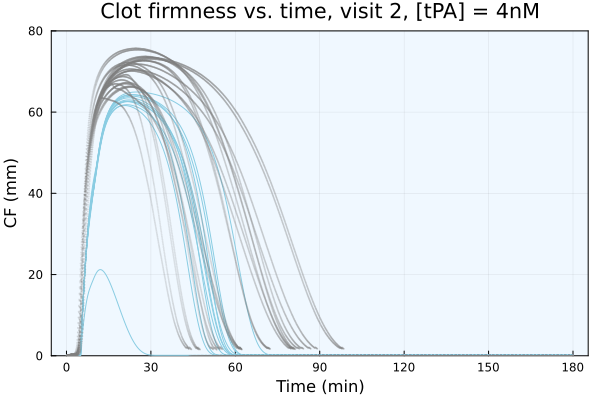 Clot firmness vs. time, visit 2, [tPA] = 4nM
80
60
40
20
0
CF (mm)
0 30 60 90 120 150 180
Time (min)